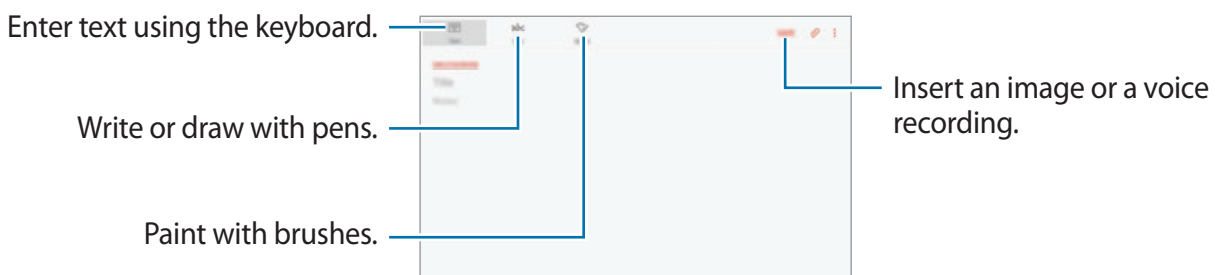 Enter text using the keyboard.
Write or draw with pens.
Paint with brushes.
Insert an image or a voice
recording.